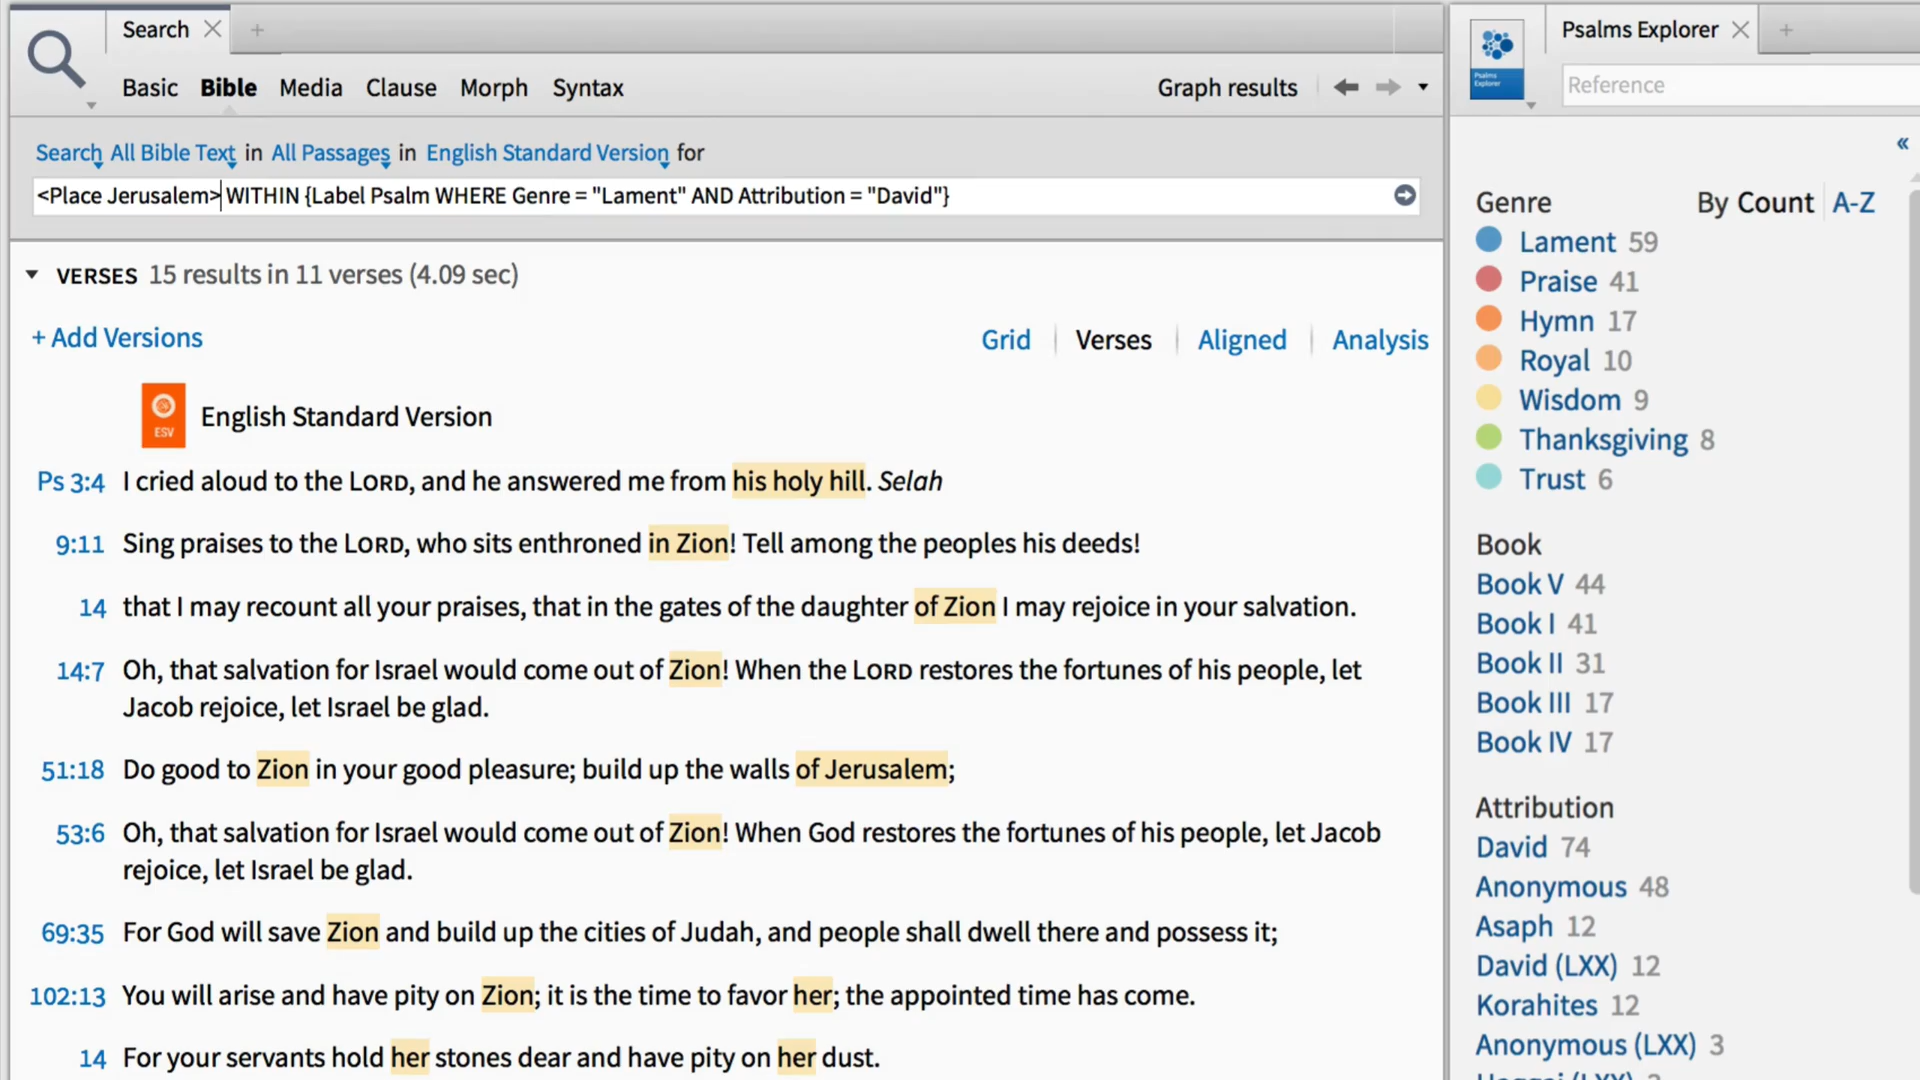 Search
Basic Bible Media Clause Morph Syntax Graph results
Search All Bible Text in All Passages in English Standard Version for
<Place Jerusalem> WITHIN {Label Psalm WHERE Genre = "Lament" AND Attribution = "David"}
VERSES 15 results in 11 verses (4.09 sec)
+ Add Versions
Grid Verses Aligned Analysis
ESV
English Standard Version
Ps 3:4 I cried aloud to the LORD, and he answered me from his holy hill. Selah
9:11 Sing praises to the LORD, who sits enthroned in Zion! Tell among the peoples his deeds!
14 that I may recount all your praises, that in the gates of the daughter of Zion I may rejoice in your salvation.
14:7 Oh, that salvation for Israel would come out of Zion! When the LORD restores the fortunes of his people, let
Jacob rejoice, let Israel be glad.
51:18 Do good to Zion in your good pleasure; build up the walls of Jerusalem;
53:6 Oh, that salvation for Israel would come out of Zion! When God restores the fortunes of his people, let Jacob
rejoice, let Israel be glad.
69:35 For God will save Zion and build up the cities of Judah, and people shall dwell there and possess it;
102:13 You will arise and have pity on Zion; it is the time to favor her; the appointed time has come.
14 For your servants hold her stones dear and have pity on her dust.
Psalms Explorer
Psalms
Explorer
Reference
«
Genre By Count A-Z
Lament 59
Praise 41
Hymn 17
Royal 10
Wisdom 9
Thanksgiving 8
Trust 6
Book
Book V 44
Book I 41
Book II 31
Book III 17
Book IV 17
Attribution
David 74
Anonymous 48
Asaph 12
David (LXX) 12
Korahites 12
Anonymous (LXX) 3